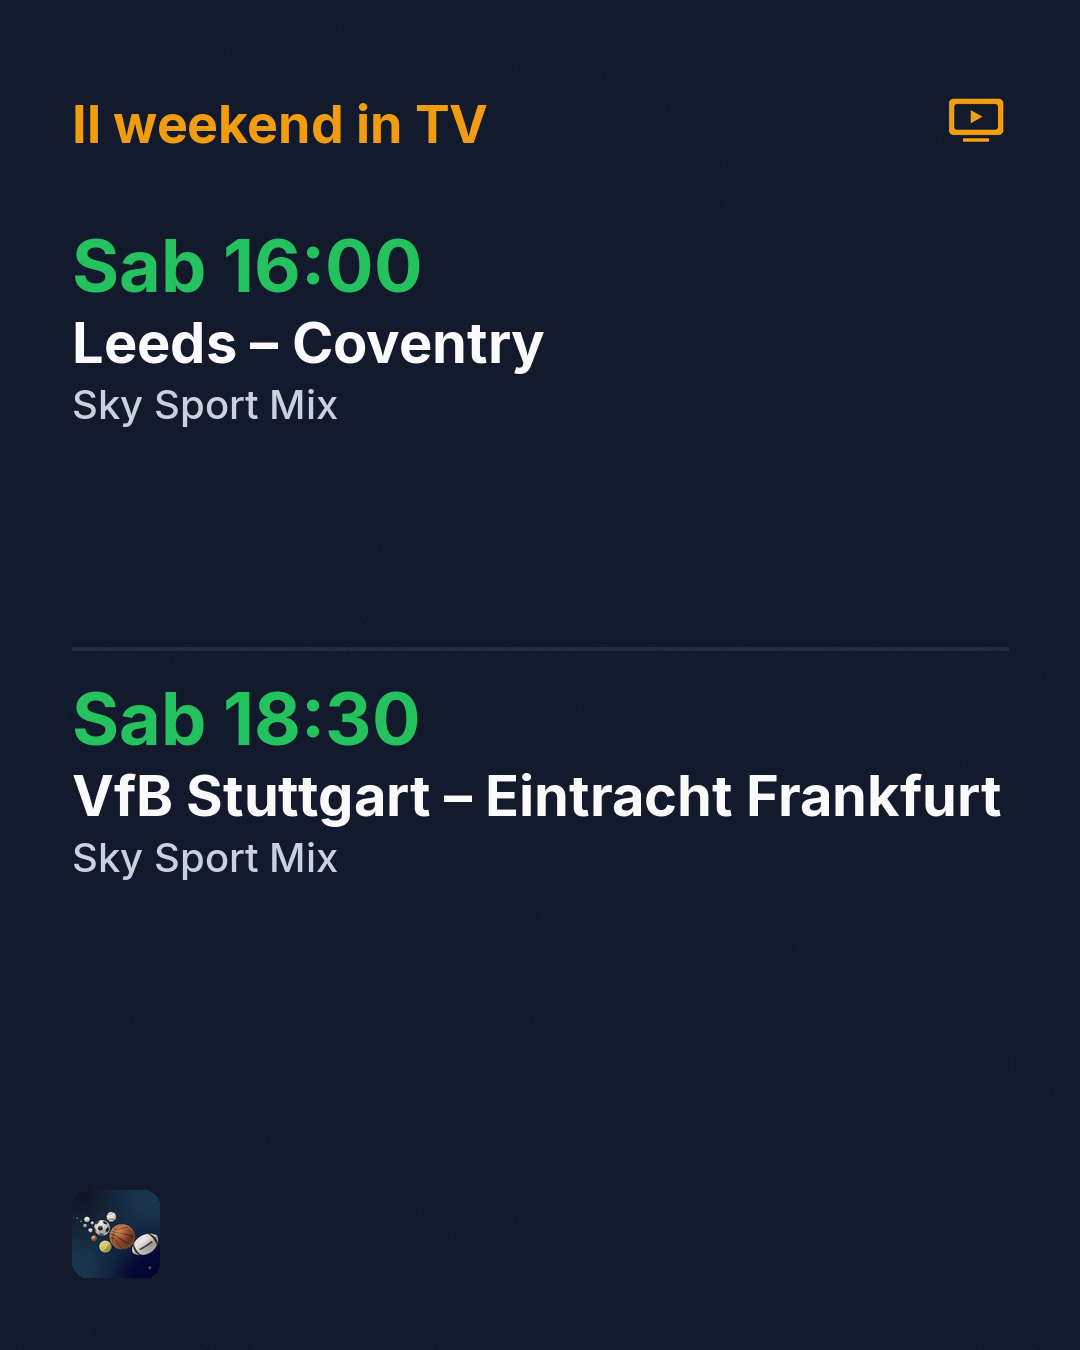 Il weekend in TV
Sab 16:00
Leeds – Coventry
Sky Sport Mix
Sab 18:30
VfB Stuttgart – Eintracht Frankfurt
Sky Sport Mix